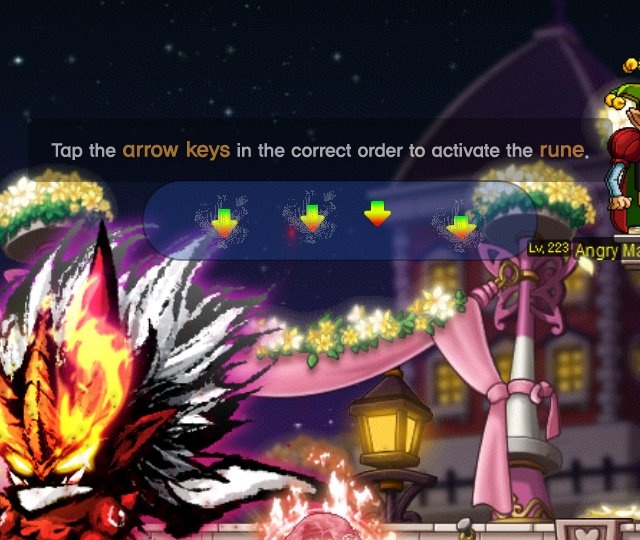 Tap the arrow keys in the correct order to activate the rune.
Lv. 223 Angry Ma